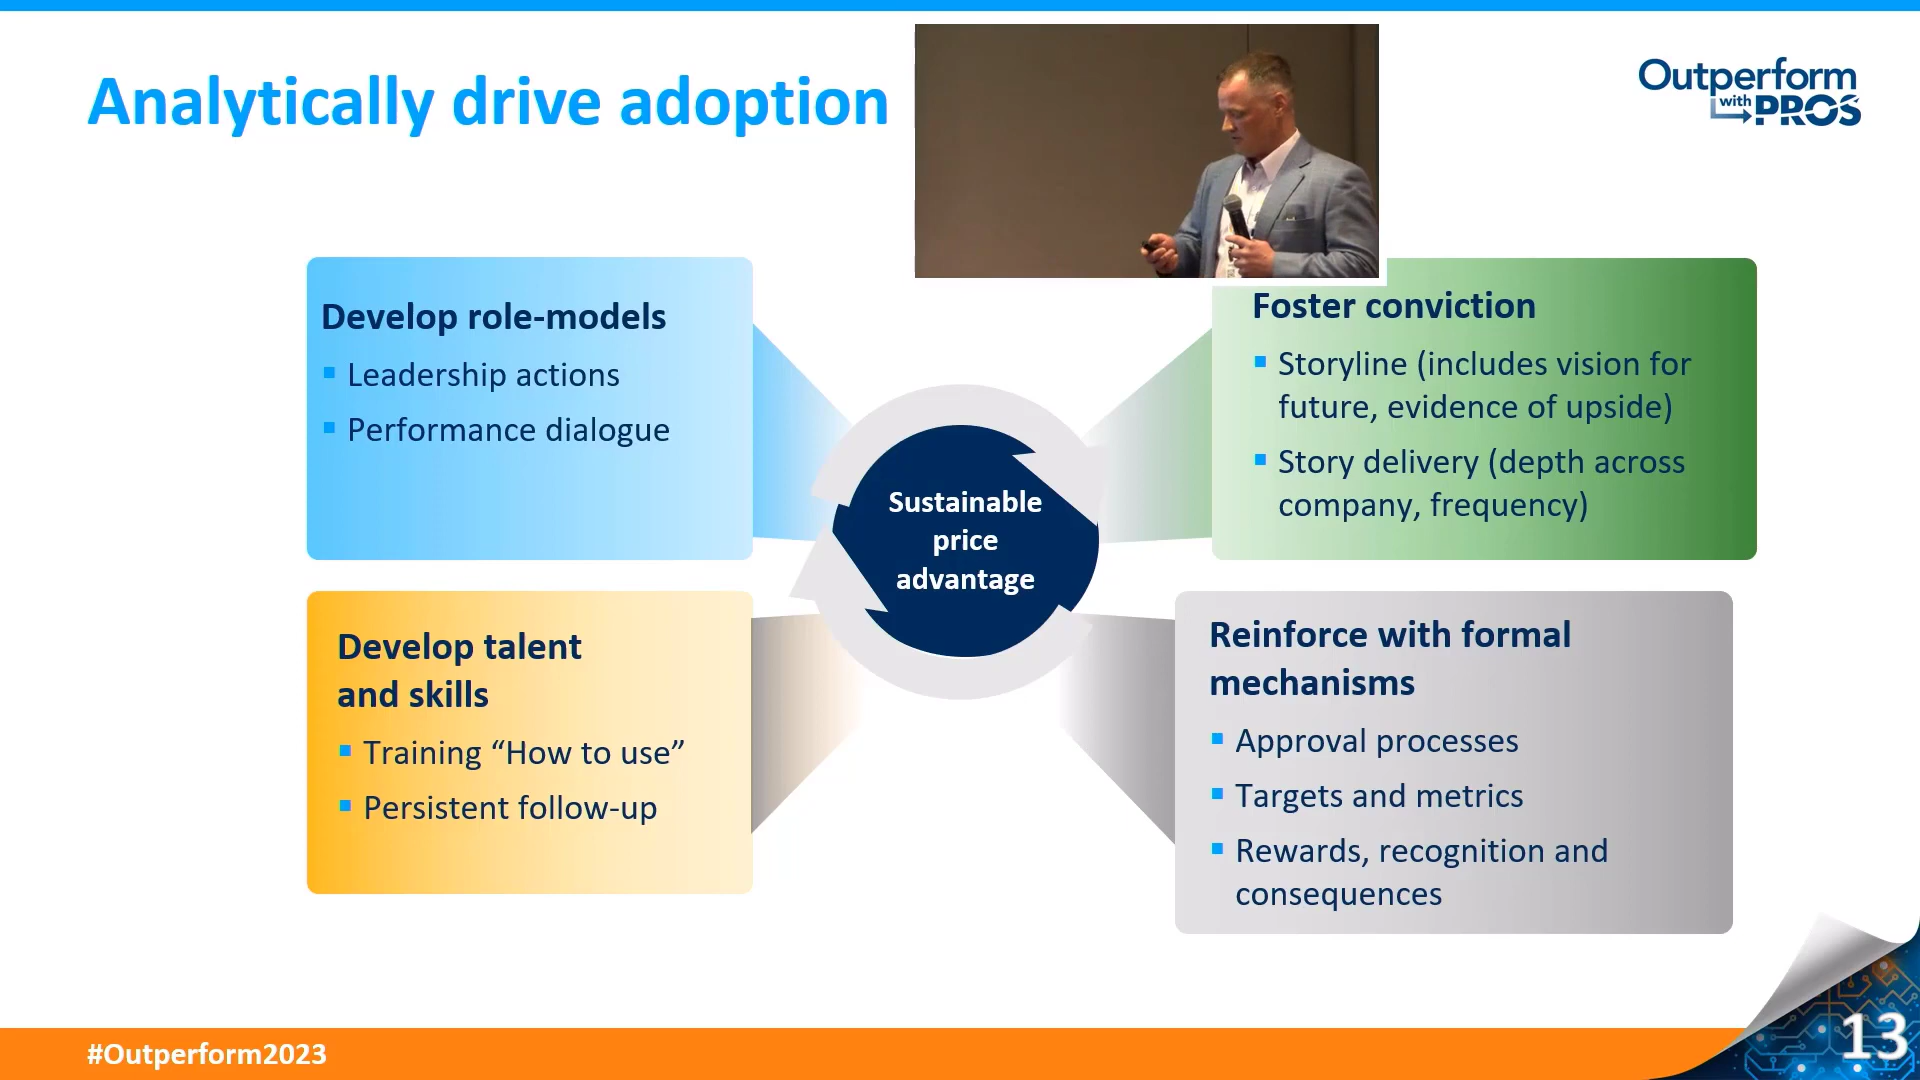 Analytically drive adoption
Outperform
with PROS
Develop role-models
Leadership actions
Performance dialogue
Foster conviction
Storyline (includes vision for
future, evidence of upside)
Story delivery (depth across
company, frequency)
Sustainable
price
advantage
Develop talent
and skills
Training “How to use”
Persistent follow-up
Reinforce with formal
mechanisms
Approval processes
Targets and metrics
Rewards, recognition and
consequences
#Outperform2023
13